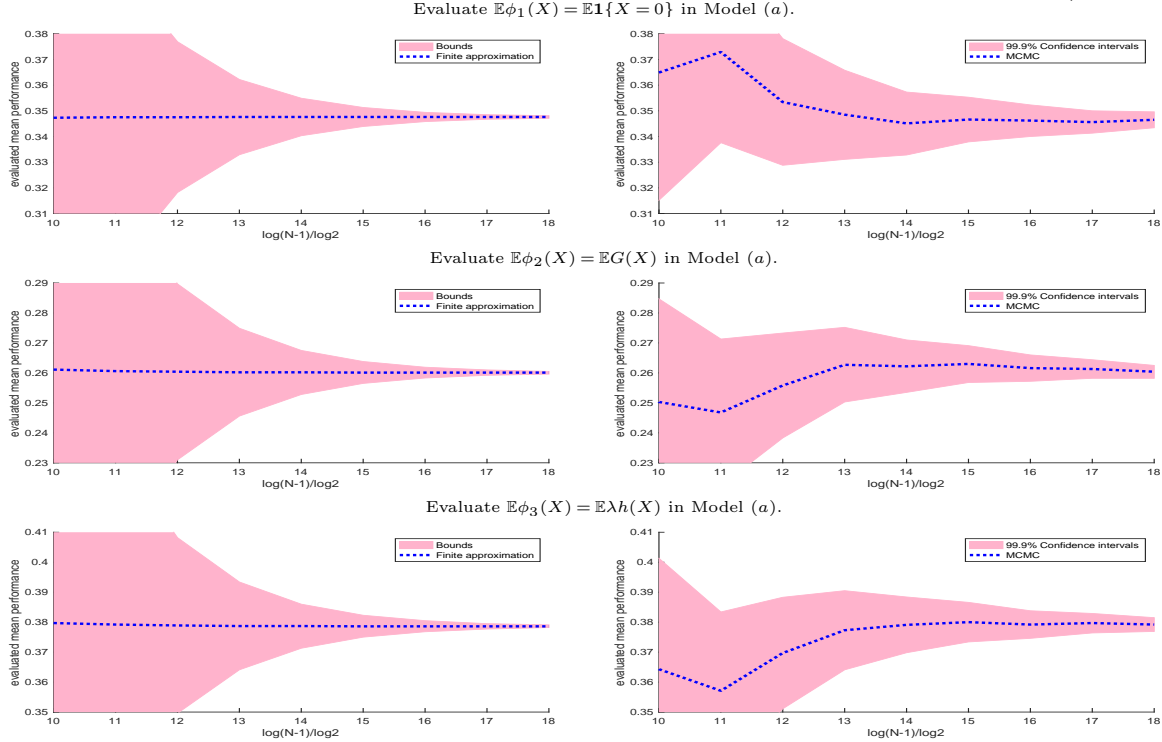 Evaluate 𝔼ϕ₁(X) = 𝔼𝟏{X = 0} in Model (a).
0.38
0.37
0.36
0.35
0.34
0.33
0.32
0.31
evaluated mean performance
Bounds
Finite approximation
10 11 12 13 14 15 16 17 18
log(N-1)/log2
0.38
0.37
0.36
0.35
0.34
0.33
0.32
0.31
evaluated mean performance
99.9% Confidence intervals
MCMC
10 11 12 13 14 15 16 17 18
log(N-1)/log2
Evaluate 𝔼ϕ₂(X) = 𝔼G(X) in Model (a).
0.29
0.28
0.27
0.26
0.25
0.24
0.23
evaluated mean performance
Bounds
Finite approximation
10 11 12 13 14 15 16 17 18
log(N-1)/log2
0.29
0.28
0.27
0.26
0.25
0.24
0.23
evaluated mean performance
99.9% Confidence intervals
MCMC
10 11 12 13 14 15 16 17 18
log(N-1)/log2
Evaluate 𝔼ϕ₃(X) = 𝔼λh(X) in Model (a).
0.41
0.4
0.39
0.38
0.37
0.36
0.35
evaluated mean performance
Bounds
Finite approximation
10 11 12 13 14 15 16 17 18
log(N-1)/log2
0.41
0.4
0.39
0.38
0.37
0.36
0.35
evaluated mean performance
99.9% Confidence intervals
MCMC
10 11 12 13 14 15 16 17 18
log(N-1)/log2